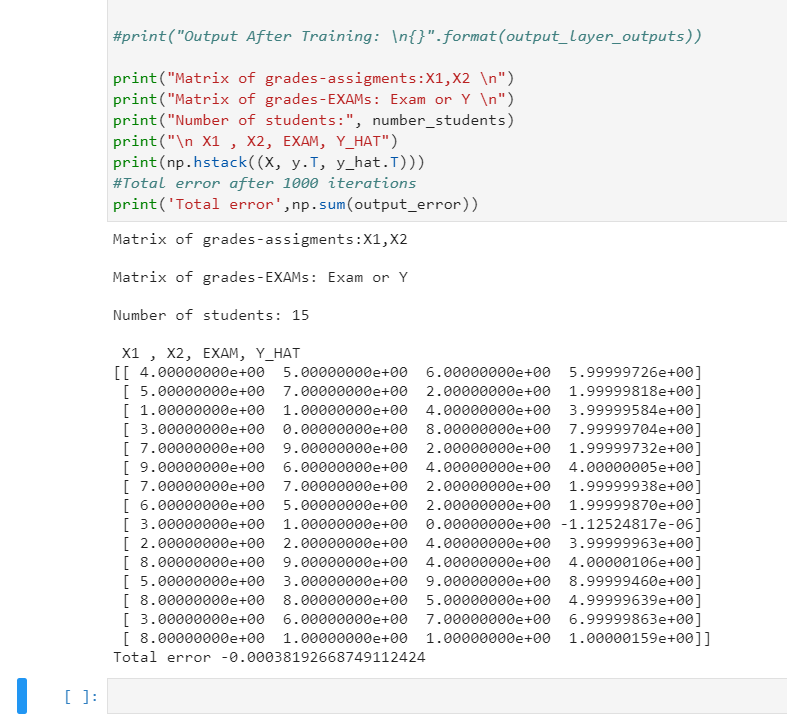 #print("Output After Training: \n{}".format(output_layer_outputs))
print("Matrix of grades-assigments:X1,X2 \n")
print("Matrix of grades-EXAMs: Exam or Y \n")
print("Number of students:", number_students)
print("\n X1 , X2, EXAM, Y_HAT")
print(np.hstack((X, y.T, y_hat.T)))
#Total error after 1000 iterations
print('Total error',np.sum(output_error))
Matrix of grades-assigments:X1,X2
Matrix of grades-EXAMs: Exam or Y
Number of students: 15
X1 , X2, EXAM, Y_HAT
[[ 4.00000000e+00  5.00000000e+00  6.00000000e+00  5.99999726e+00]
[ 5.00000000e+00  7.00000000e+00  2.00000000e+00  1.99999818e+00]
[ 1.00000000e+00  1.00000000e+00  4.00000000e+00  3.99999584e+00]
[ 3.00000000e+00  0.00000000e+00  8.00000000e+00  7.99999704e+00]
[ 7.00000000e+00  9.00000000e+00  2.00000000e+00  1.99999732e+00]
[ 9.00000000e+00  6.00000000e+00  4.00000000e+00  4.00000005e+00]
[ 7.00000000e+00  7.00000000e+00  2.00000000e+00  1.99999938e+00]
[ 6.00000000e+00  5.00000000e+00  2.00000000e+00  1.99999870e+00]
[ 3.00000000e+00  1.00000000e+00  0.00000000e+00 -1.12524817e-06]
[ 2.00000000e+00  2.00000000e+00  4.00000000e+00  3.99999963e+00]
[ 8.00000000e+00  9.00000000e+00  4.00000000e+00  4.00000106e+00]
[ 5.00000000e+00  3.00000000e+00  9.00000000e+00  8.99999460e+00]
[ 8.00000000e+00  8.00000000e+00  5.00000000e+00  4.99999639e+00]
[ 3.00000000e+00  6.00000000e+00  7.00000000e+00  6.99999863e+00]
[ 8.00000000e+00  1.00000000e+00  1.00000000e+00  1.00000159e+00]]
Total error -0.00038192668749112424
[ ]: